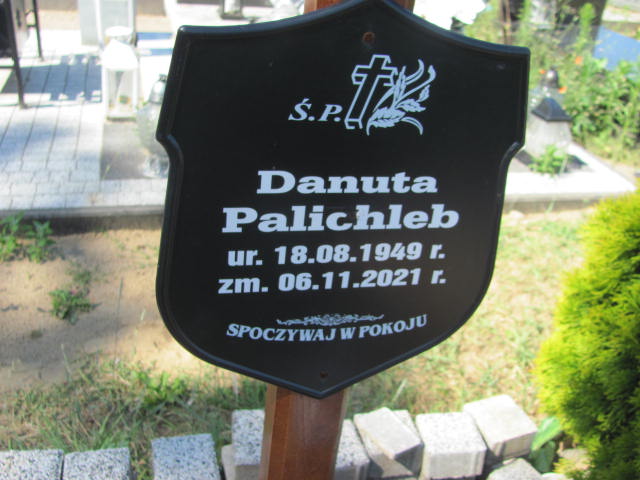 Ś.P.
Danuta
Palichleb
ur. 18.08.1949 r.
zm. 06.11.2021 r.
SPOCZYWAJ W POKOJU